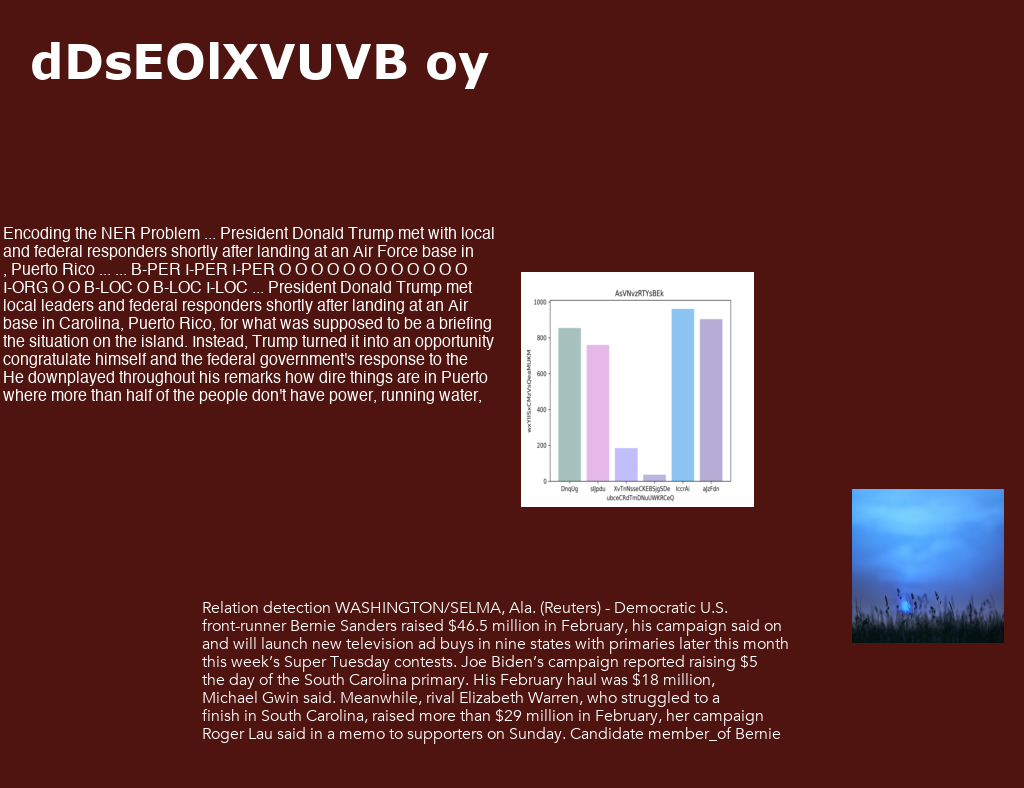 dDsEOlXVUVB oy
Encoding the NER Problem ... President Donald Trump met with local
and federal responders shortly after landing at an Air Force base in
, Puerto Rico ... ... B-PER I-PER I-PER O O O O O O O O O O O O
I-ORG O O B-LOC O B-LOC I-LOC ... President Donald Trump met
local leaders and federal responders shortly after landing at an Air
base in Carolina, Puerto Rico, for what was supposed to be a briefing
the situation on the island. Instead, Trump turned it into an opportunity
congratulate himself and the federal government's response to the
He downplayed throughout his remarks how dire things are in Puerto
where more than half of the people don't have power, running water,
AsVNvzRTYsBEk
1000
800
600
400
200
0
DnqUg sIJpdu XvTnNsseCKEBSjgSDe IccrAi aJzFdn
ubceCRdTmDNuUWKRCeQ
Relation detection WASHINGTON/SELMA, Ala. (Reuters) - Democratic U.S.
front-runner Bernie Sanders raised $46.5 million in February, his campaign said on
and will launch new television ad buys in nine states with primaries later this month
this week’s Super Tuesday contests. Joe Biden’s campaign reported raising $5
the day of the South Carolina primary. His February haul was $18 million,
Michael Gwin said. Meanwhile, rival Elizabeth Warren, who struggled to a
finish in South Carolina, raised more than $29 million in February, her campaign
Roger Lau said in a memo to supporters on Sunday. Candidate member_of Bernie